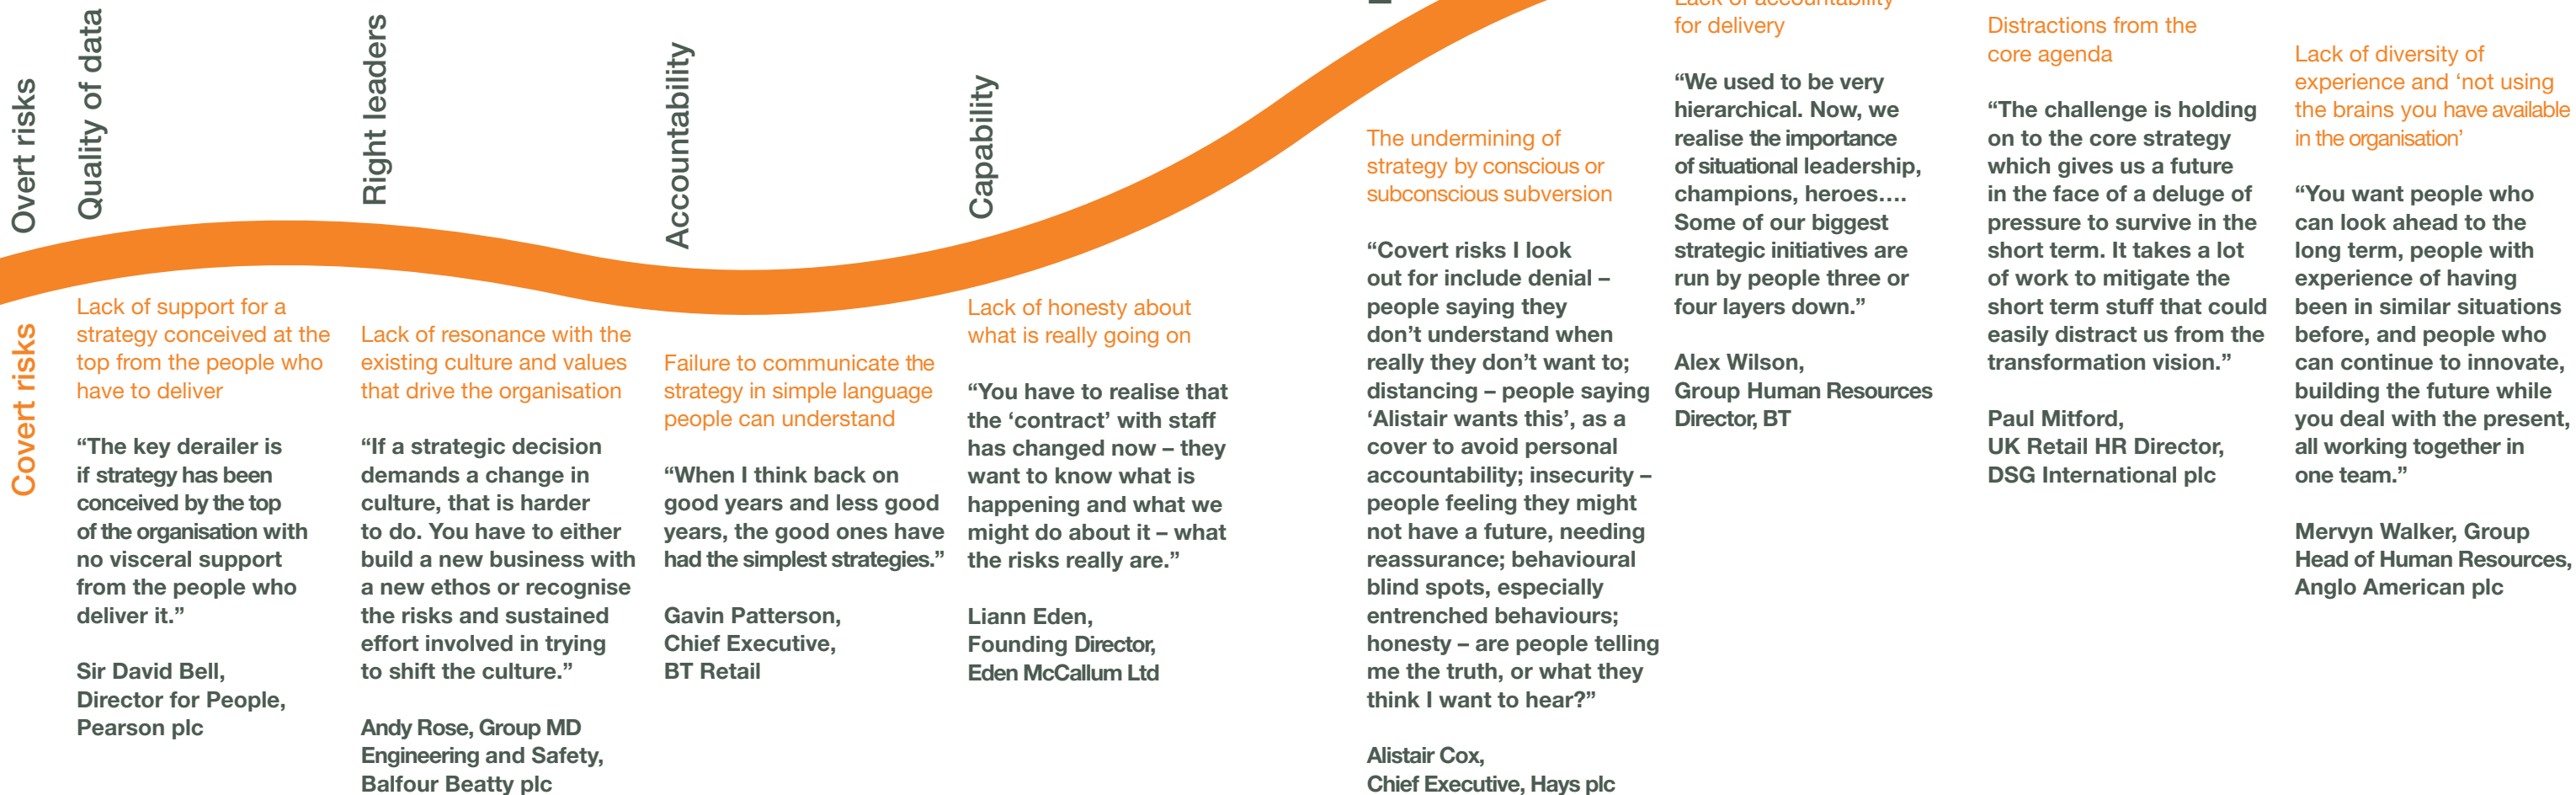 Overt risks
Quality of data
Right leaders
Accountability
Capability
Covert risks
Lack of support for a
strategy conceived at the
top from the people who
have to deliver
“The key derailer is
if strategy has been
conceived by the top
of the organisation with
no visceral support
from the people who
deliver it.”
Sir David Bell,
Director for People,
Pearson plc
Lack of resonance with the
existing culture and values
that drive the organisation
“If a strategic decision
demands a change in
culture, that is harder
to do. You have to either
build a new business with
a new ethos or recognise
the risks and sustained
effort involved in trying
to shift the culture.”
Andy Rose, Group MD
Engineering and Safety,
Balfour Beatty plc
Failure to communicate the
strategy in simple language
people can understand
“When I think back on
good years and less good
years, the good ones have
had the simplest strategies.”
Gavin Patterson,
Chief Executive,
BT Retail
Lack of honesty about
what is really going on
“You have to realise that
the ‘contract’ with staff
has changed now – they
want to know what is
happening and what we
might do about it – what
the risks really are.”
Liann Eden,
Founding Director,
Eden McCallum Ltd
The undermining of
strategy by conscious or
subconscious subversion
“Covert risks I look
out for include denial –
people saying they
don’t understand when
really they don’t want to;
distancing – people saying
‘Alistair wants this’, as a
cover to avoid personal
accountability; insecurity –
people feeling they might
not have a future, needing
reassurance; behavioural
blind spots, especially
entrenched behaviours;
honesty – are people telling
me the truth, or what they
think I want to hear?”
Alistair Cox,
Chief Executive, Hays plc
Lack of accountability
for delivery
“We used to be very
hierarchical. Now, we
realise the importance
of situational leadership,
champions, heroes….
Some of our biggest
strategic initiatives are
run by people three or
four layers down.”
Alex Wilson,
Group Human Resources
Director, BT
Distractions from the
core agenda
“The challenge is holding
on to the core strategy
which gives us a future
in the face of a deluge of
pressure to survive in the
short term. It takes a lot
of work to mitigate the
short term stuff that could
easily distract us from the
transformation vision.”
Paul Mitford,
UK Retail HR Director,
DSG International plc
Lack of diversity of
experience and ‘not using
the brains you have available
in the organisation’
“You want people who
can look ahead to the
long term, people with
experience of having
been in similar situations
before, and people who
can continue to innovate,
building the future while
you deal with the present,
all working together in
one team.”
Mervyn Walker, Group
Head of Human Resources,
Anglo American plc